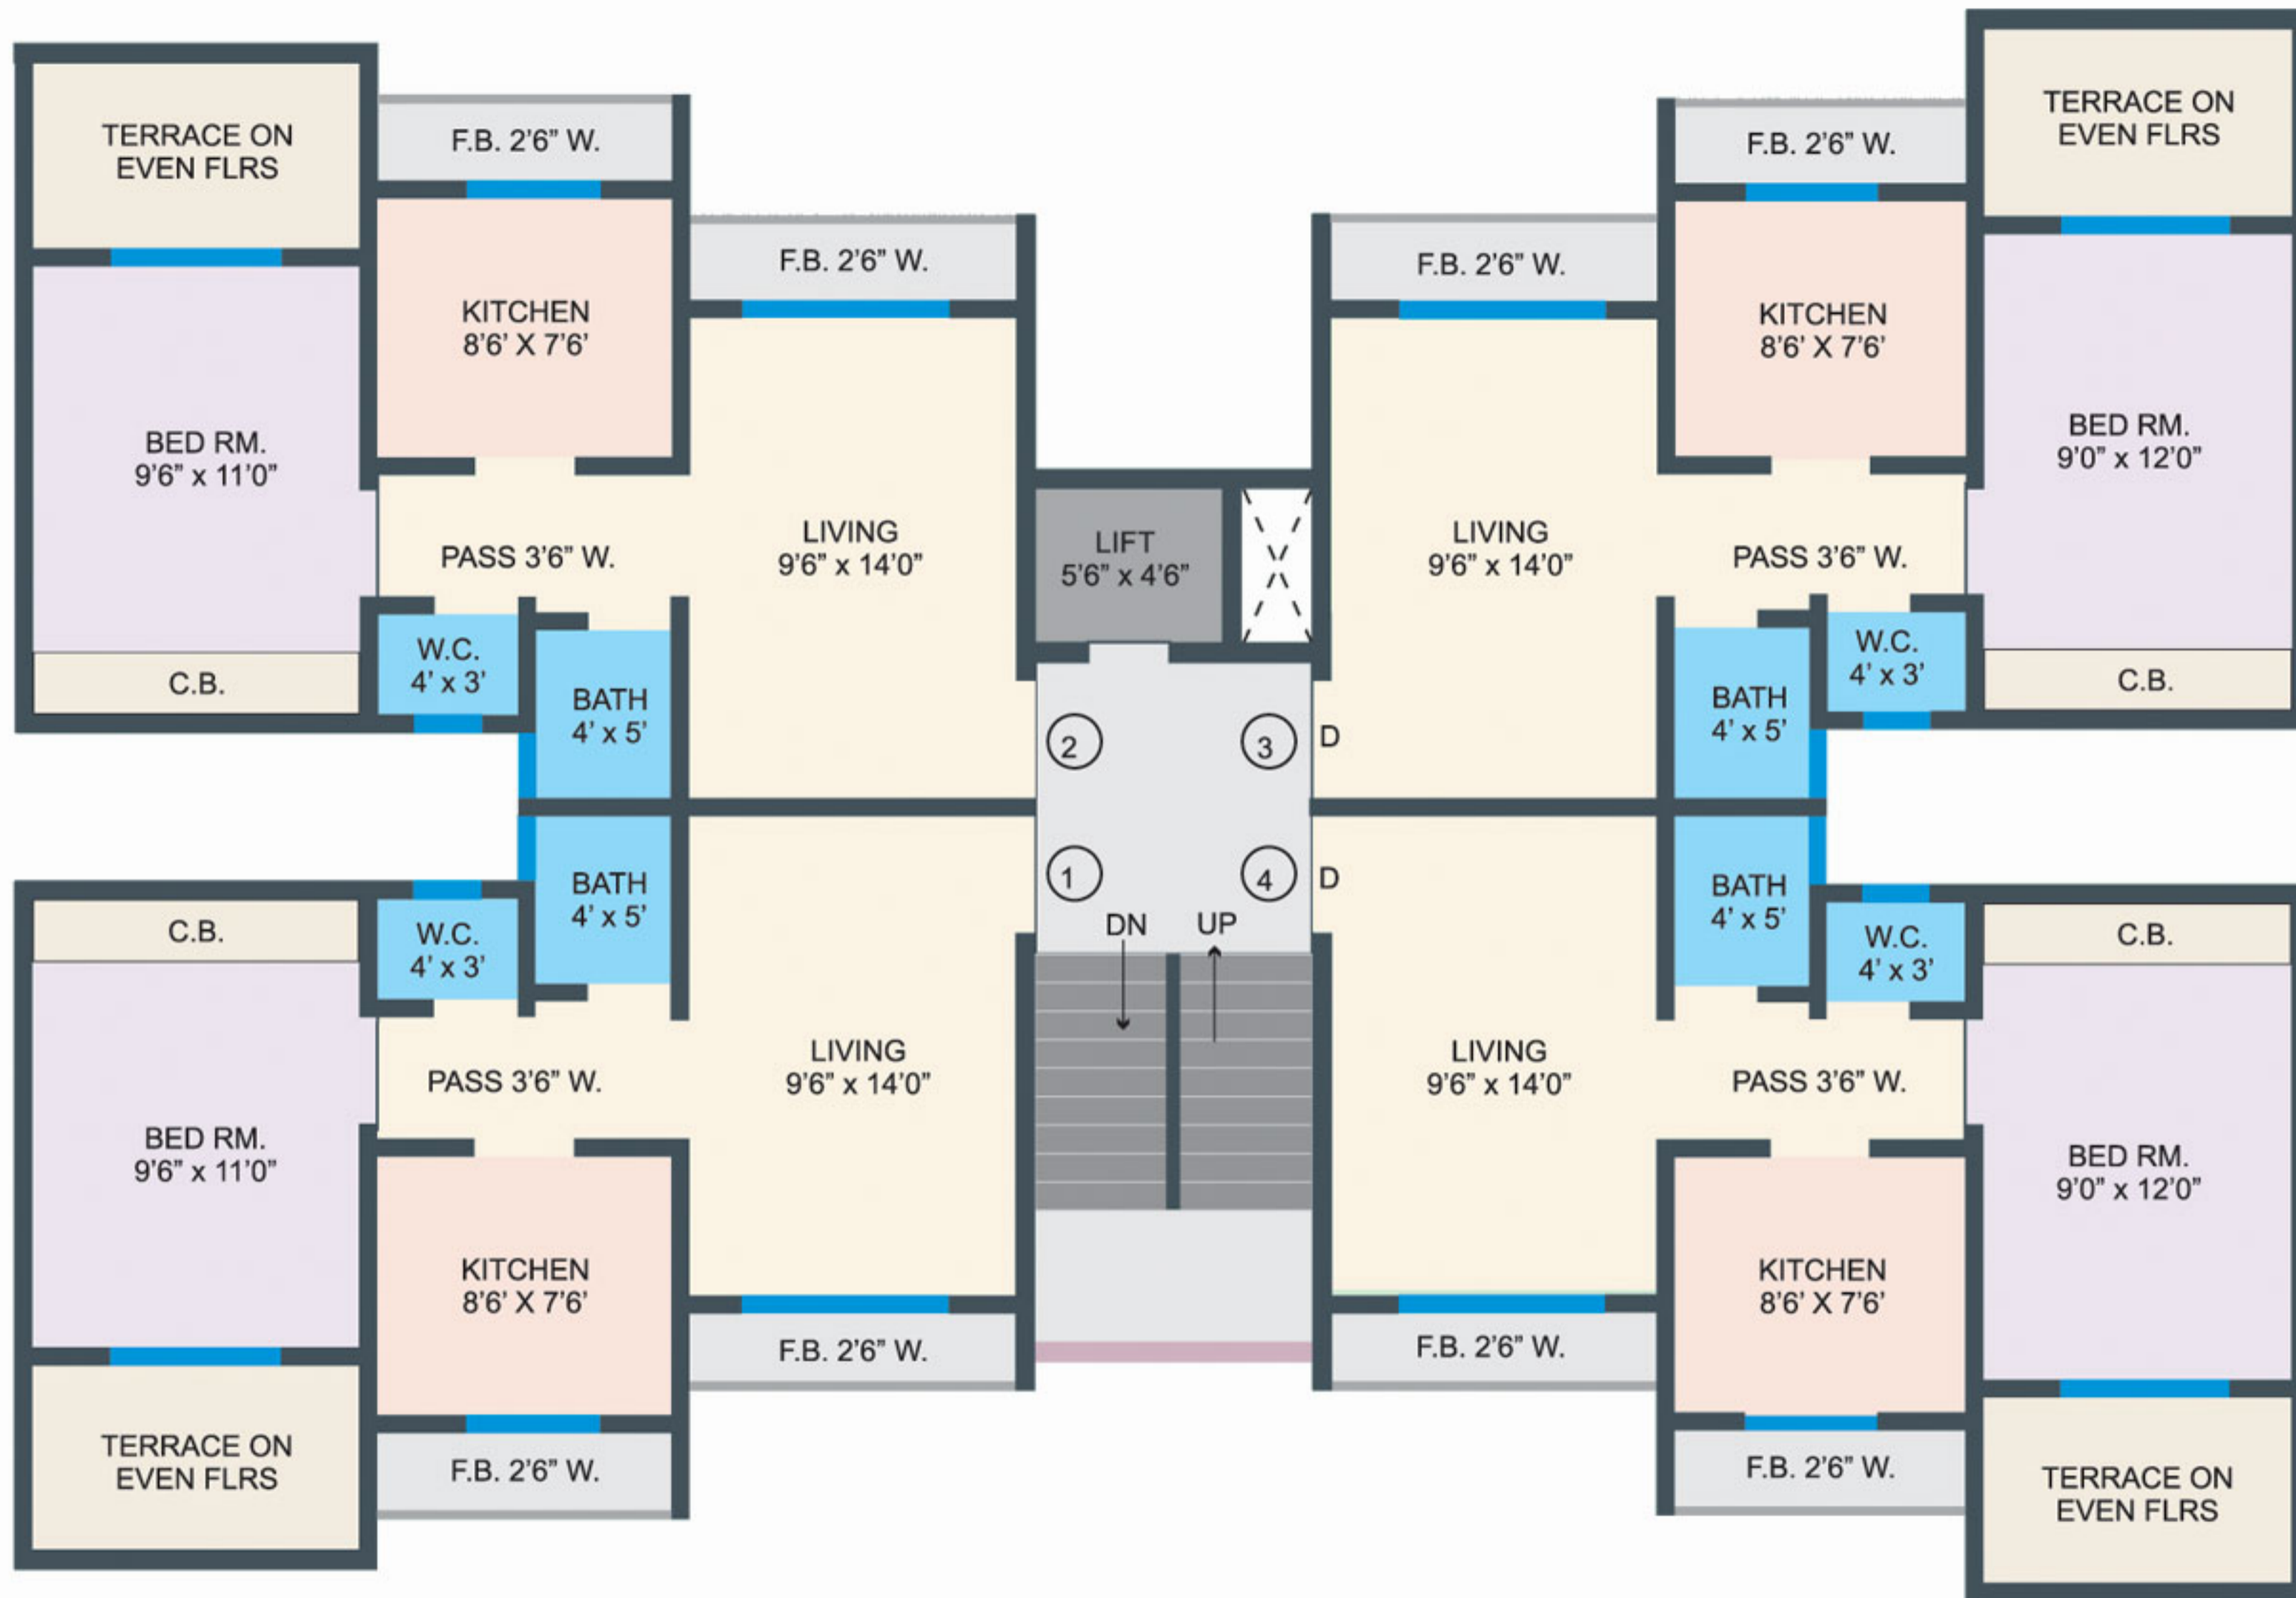 TERRACE ON
EVEN FLRS
F.B. 2'6” W.
F.B. 2'6” W.
KITCHEN
8'6' X 7'6'
BED RM.
9'6” x 11'0”
LIVING
9'6” x 14'0”
PASS 3'6” W.
W.C.
4' x 3'
C.B.
BATH
4' x 5'
LIFT
5'6” x 4'6”
TERRACE ON
EVEN FLRS
F.B. 2'6” W.
F.B. 2'6” W.
KITCHEN
8'6' X 7'6'
BED RM.
9'0” x 12'0”
LIVING
9'6” x 14'0”
PASS 3'6” W.
W.C.
4' x 3'
C.B.
BATH
4' x 5'
2
3
D
1
4
D
DN
UP
BATH
4' x 5'
C.B.
W.C.
4' x 3'
LIVING
9'6” x 14'0”
PASS 3'6” W.
BED RM.
9'6” x 11'0”
KITCHEN
8'6' X 7'6'
F.B. 2'6” W.
TERRACE ON
EVEN FLRS
F.B. 2'6” W.
BATH
4' x 5'
C.B.
W.C.
4' x 3'
LIVING
9'6” x 14'0”
PASS 3'6” W.
BED RM.
9'0” x 12'0”
KITCHEN
8'6' X 7'6'
F.B. 2'6” W.
F.B. 2'6” W.
TERRACE ON
EVEN FLRS